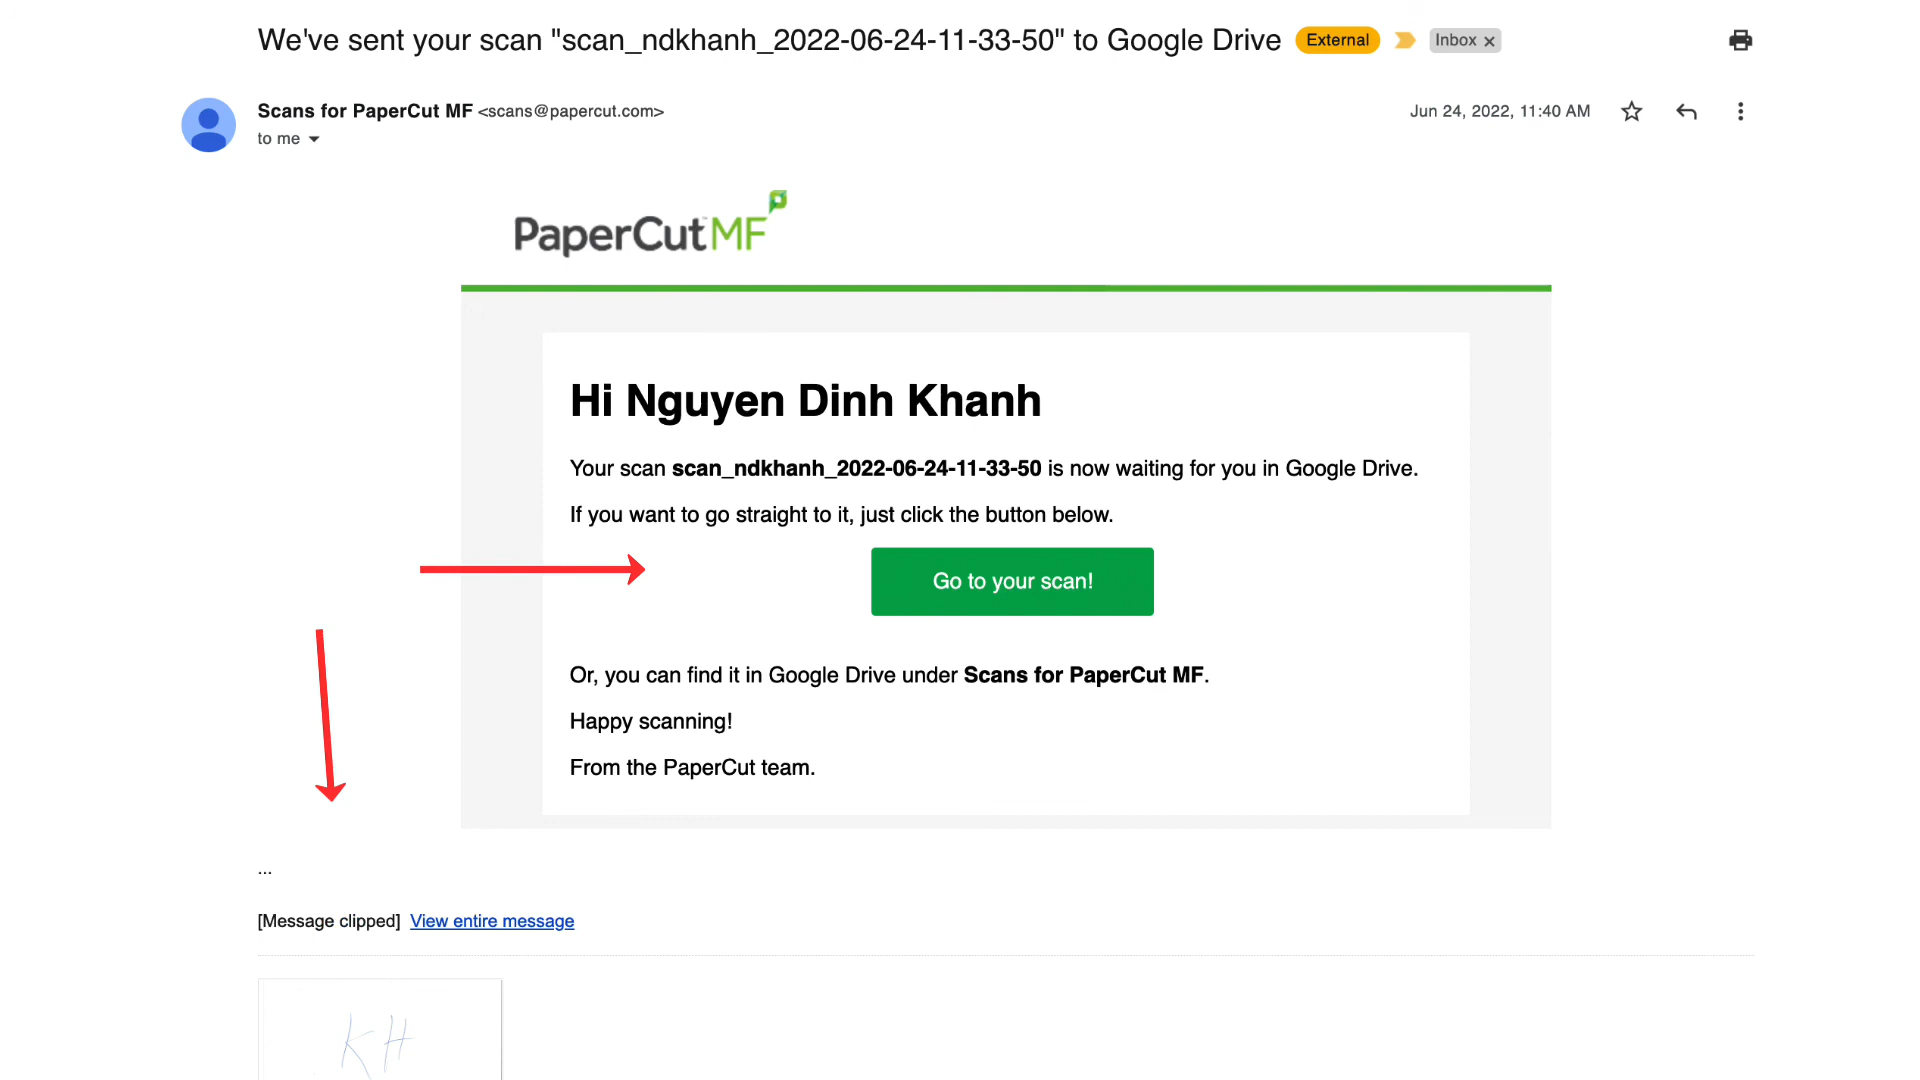 We've sent your scan "scan_ndkhanh_2022-06-24-11-33-50" to Google Drive External Inbox
Scans for PaperCut MF <scans@papercut.com> Jun 24, 2022, 11:40 AM
to me
PaperCut™MF
Hi Nguyen Dinh Khanh
Your scan scan_ndkhanh_2022-06-24-11-33-50 is now waiting for you in Google Drive.
If you want to go straight to it, just click the button below.
Go to your scan!
Or, you can find it in Google Drive under Scans for PaperCut MF.
Happy scanning!
From the PaperCut team.
...
[Message clipped] View entire message
KH